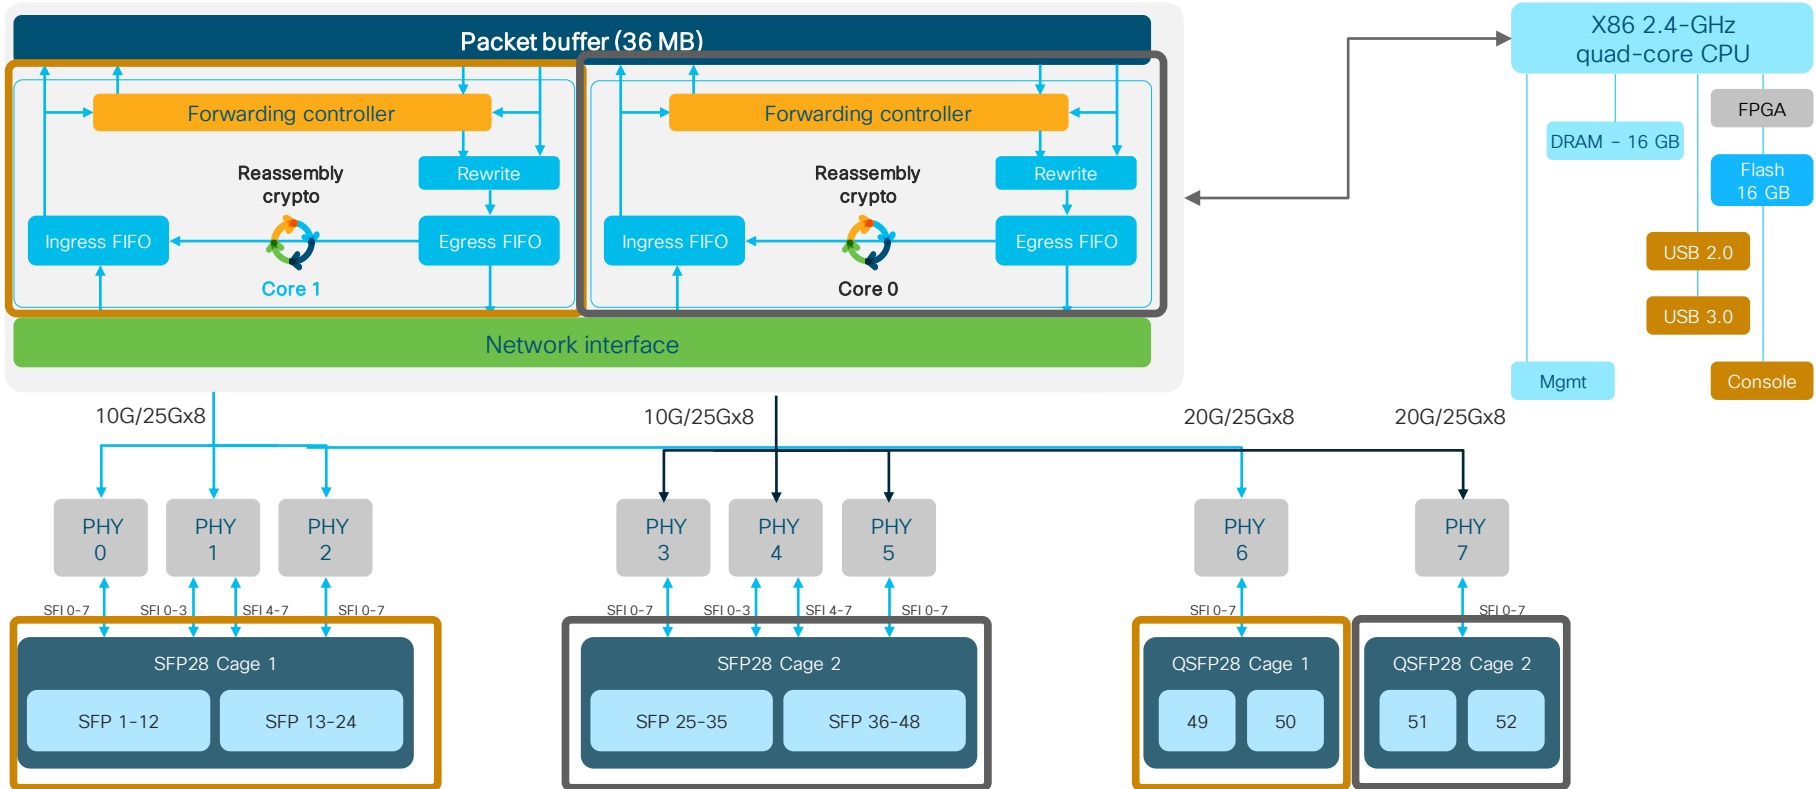 Packet buffer (36 MB)
Forwarding controller
Rewrite
Reassembly
crypto
Ingress FIFO
Egress FIFO
Core 1
Forwarding controller
Rewrite
Reassembly
crypto
Ingress FIFO
Egress FIFO
Core 0
Network interface
X86 2.4-GHz
quad-core CPU
FPGA
DRAM - 16 GB
Flash
16 GB
USB 2.0
USB 3.0
Mgmt
Console
10G/25Gx8
10G/25Gx8
20G/25Gx8
20G/25Gx8
PHY
0
PHY
1
PHY
2
PHY
3
PHY
4
PHY
5
PHY
6
PHY
7
SFI 0-7
SFI 0-3
SFI 4-7
SFI 0-7
SFI 0-7
SFI 0-3
SFI 4-7
SFI 0-7
SFI 0-7
SFI 0-7
SFP28 Cage 1
SFP 1-12
SFP 13-24
SFP28 Cage 2
SFP 25-35
SFP 36-48
QSFP28 Cage 1
49
50
QSFP28 Cage 2
51
52